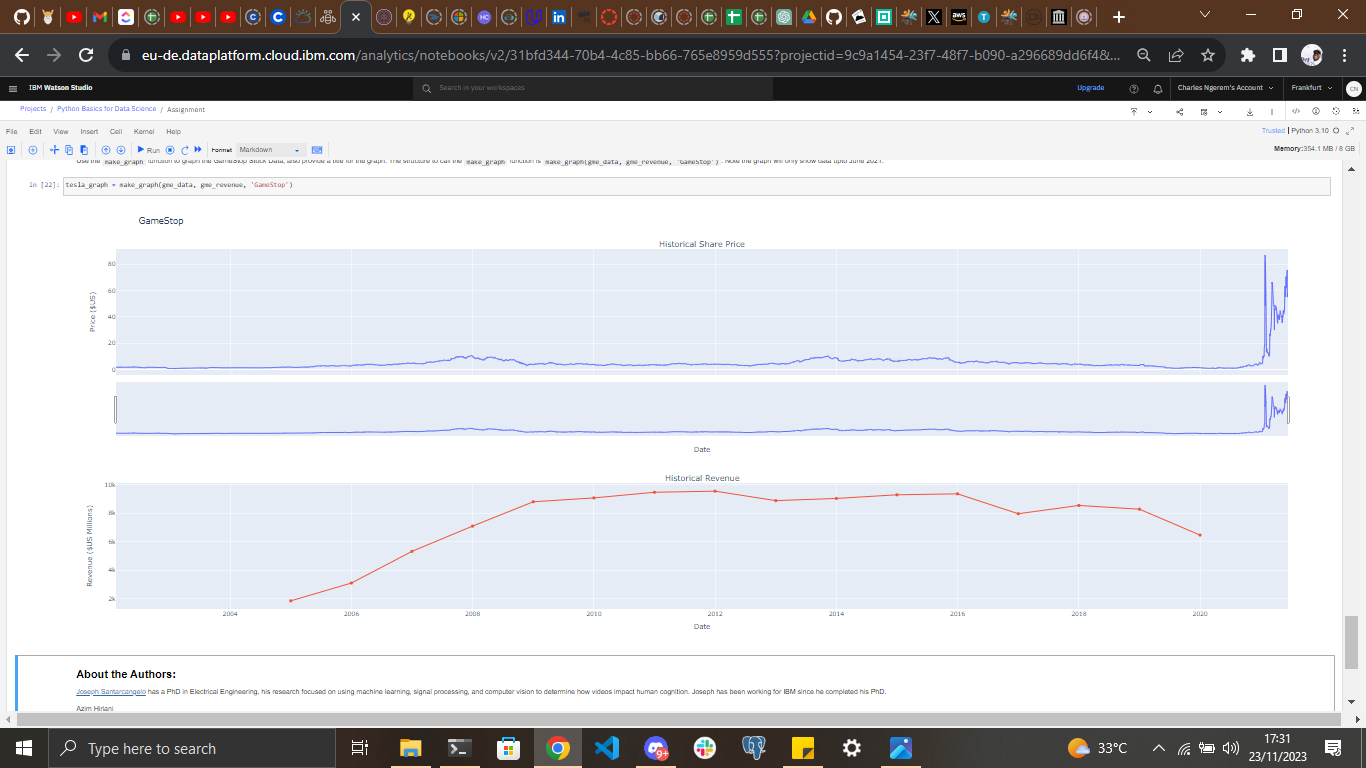 eu-de.dataplatform.cloud.ibm.com/analytics/notebooks/v2/31bfd344-70b4-4c85-bb66-765e8959d555?projectid=9c9a1454-23f7-48f7-b090-a296689dd6f4&...
IBM Watson Studio
Search in your workspaces
Upgrade
Charles Ngerem's Account
Frankfurt
CN
Projects / Python Basics for Data Science / Assignment
File Edit View Insert Cell Kernel Help
Trusted | Python 3.10
Run
Format Markdown
Memory:354.1 MB / 8 GB
Use the make_graph function to graph the GameStop Stock Data, also provide a title for the graph. The structure to call the make_graph function is make_graph(gme_data, gme_revenue, 'GameStop'). Note the graph will only show data upto June 2021.
In [22]: tesla_graph = make_graph(gme_data, gme_revenue, 'GameStop')
GameStop
Historical Share Price
80
60
40
20
0
Price ($US)
Date
Historical Revenue
10k
8k
6k
4k
2k
Revenue ($US Millions)
2004 2006 2008 2010 2012 2014 2016 2018 2020
Date
About the Authors:
Joseph Santarcangelo has a PhD in Electrical Engineering, his research focused on using machine learning, signal processing, and computer vision to determine how videos impact human cognition. Joseph has been working for IBM since he completed his PhD.
Azim Hirjani
Type here to search
9+
33°C
17:31
23/11/2023